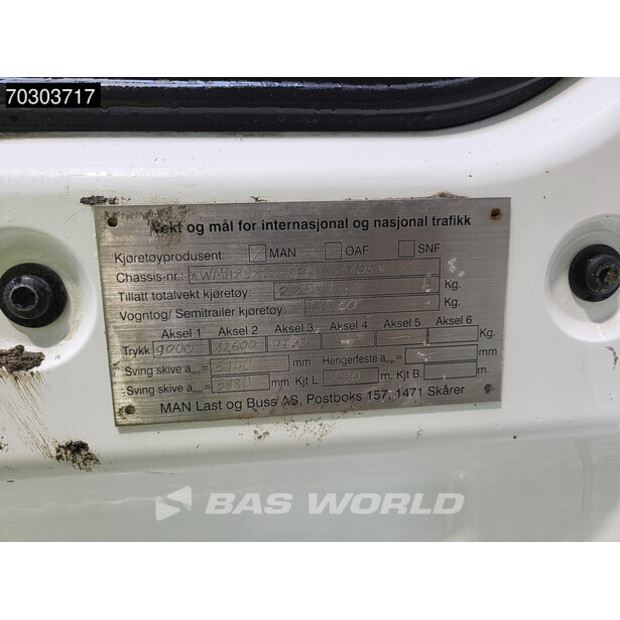 70303717
Vekt og mål for internasjonal og nasjonal trafikk
Kjøretøyprodusent: MAN ÖAF SNF
Chassis-nr.:
Tillatt totalvekt kjøretøy: Kg.
Vogntog/ Semitrailer kjøretøy: Kg.
Aksel 1 Aksel 2 Aksel 3 Aksel 4 Aksel 5 Aksel 6
Trykk 9000 12600 Kg.
Sving skive a mm Hengerfeste a mm
Sving skive a 3880 mm Kjt L. m. Kjt B. m.
MAN Last og Buss AS, Postboks 157, 1471 Skårer
BAS WORLD